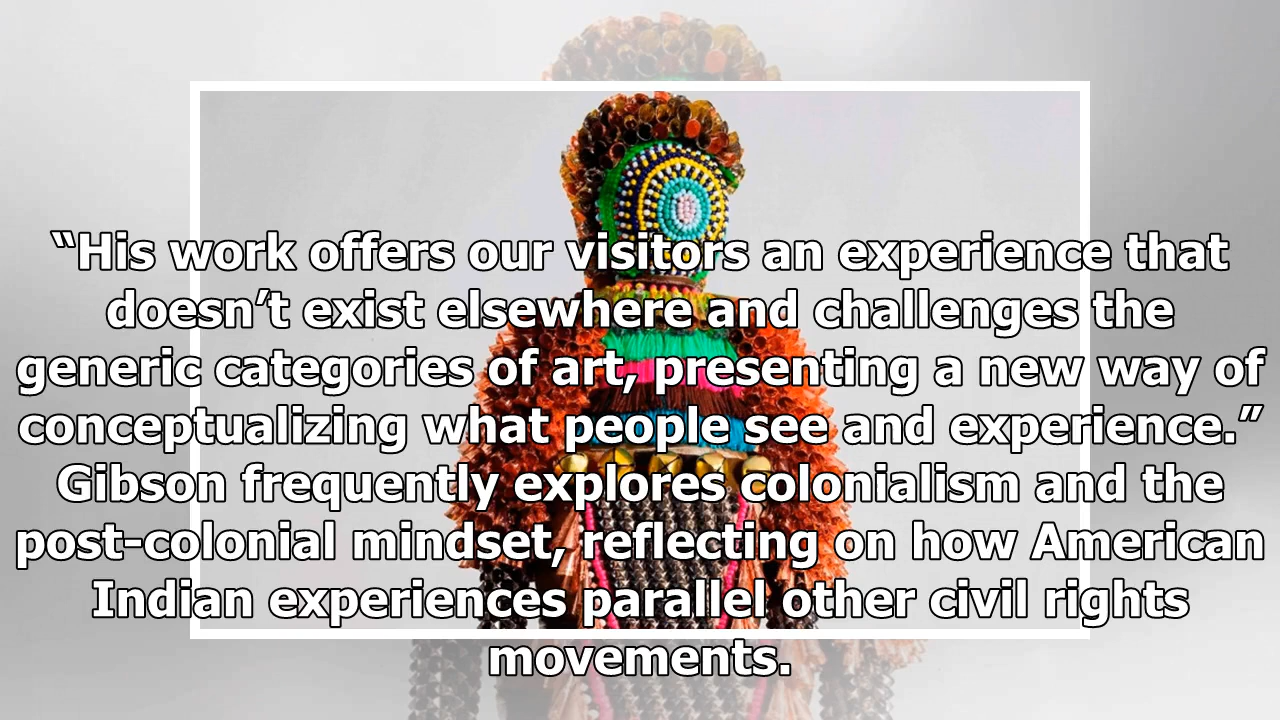 “His work offers our visitors an experience that
doesn’t exist elsewhere and challenges the
generic categories of art, presenting a new way of
conceptualizing what people see and experience.”
Gibson frequently explores colonialism and the
post-colonial mindset, reflecting on how American
Indian experiences parallel other civil rights
movements.